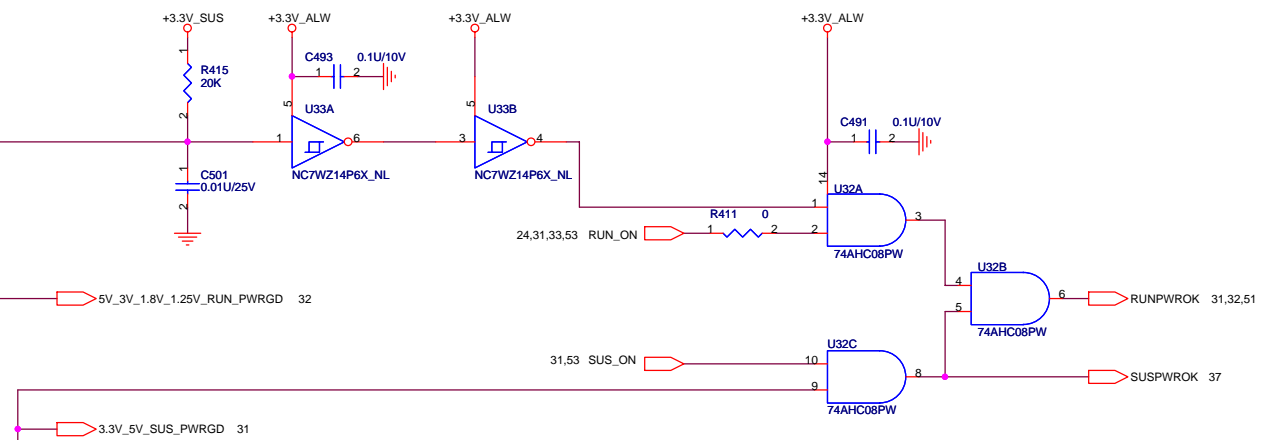 +3.3V_SUS
+3.3V_ALW
+3.3V_ALW
+3.3V_ALW
C493 0.1U/10V
1 2
1
R415
20K
2
5
U33A
1 6
NC7WZ14P6X_NL
5
U33B
3 4
NC7WZ14P6X_NL
C491 0.1U/10V
1 2
1
C501
0.01U/25V
2
14
U32A
1
2
3
74AHC08PW
R411 0
1 2
24,31,33,53 RUN_ON
U32B
4
5
6
74AHC08PW
RUNPWROK 31,32,51
5V_3V_1.8V_1.25V_RUN_PWRGD 32
31,53 SUS_ON
U32C
10
9
8
74AHC08PW
SUSPWROK 37
3.3V_5V_SUS_PWRGD 31